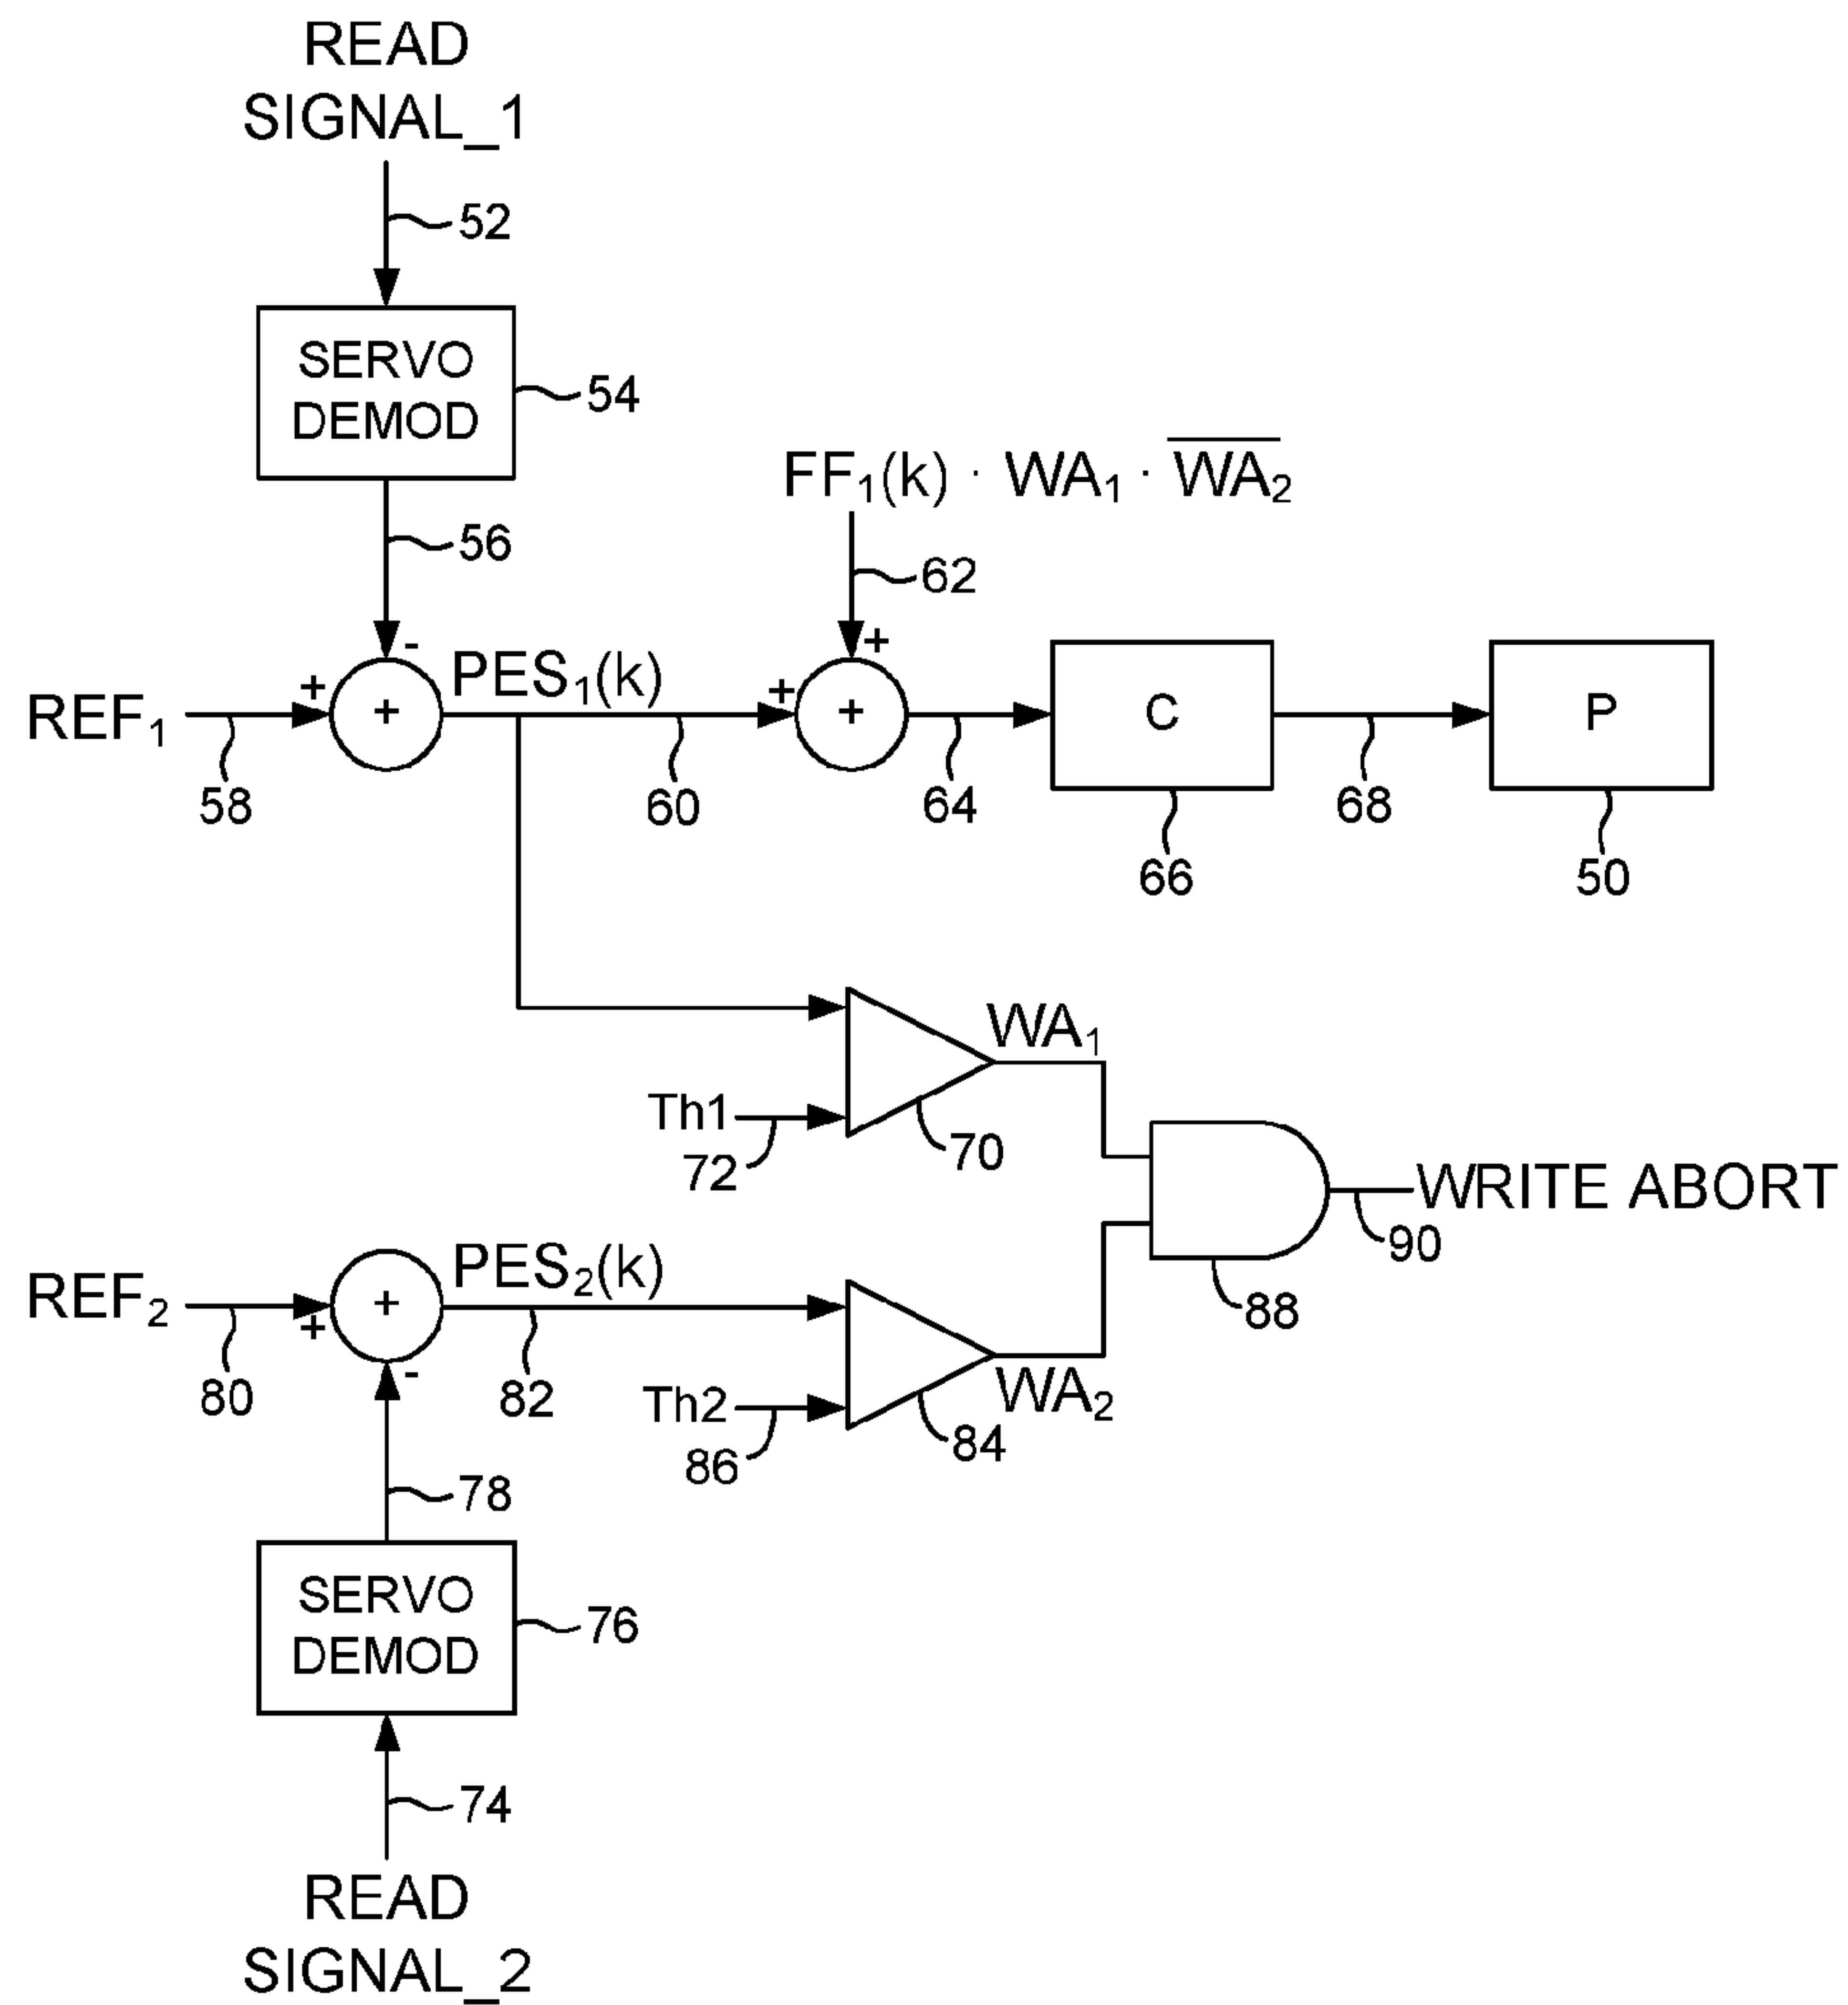 READ
SIGNAL_1
52
SERVO
DEMOD
54
FF₁(k) · WA₁ · W̅A̅₂̅
56
62
-
+
PES₁(k)
+
+
REF₁
+
+
C
P
58
60
64
66
68
50
WA₁
Th1
72
70
WRITE ABORT
90
88
PES₂(k)
REF₂
+
+
80
-
82
Th2
WA₂
86
84
78
SERVO
DEMOD
76
74
READ
SIGNAL_2